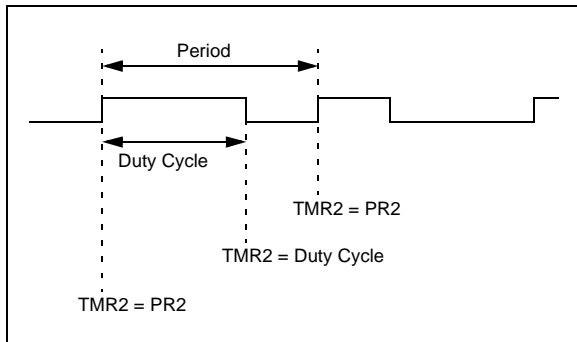 Period
Duty Cycle
TMR2 = PR2
TMR2 = Duty Cycle
TMR2 = PR2